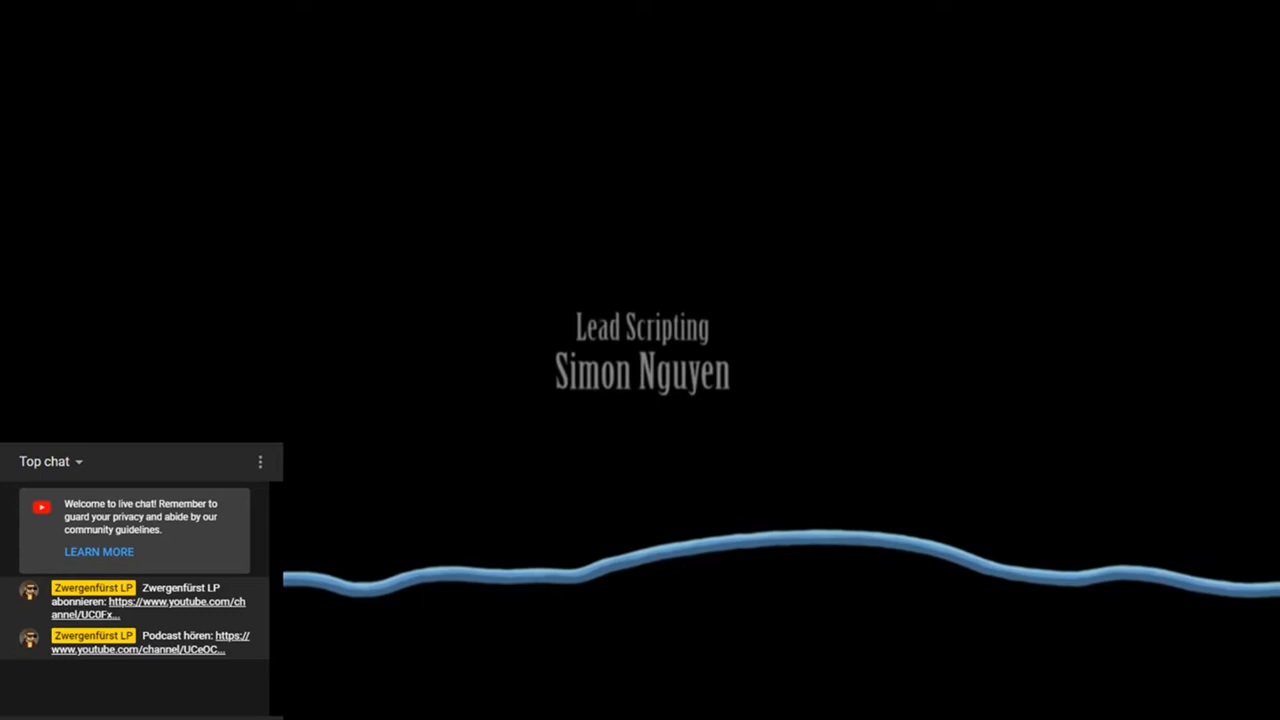 Lead Scripting
Simon Nguyen
Top chat
Welcome to live chat! Remember to
guard your privacy and abide by our
community guidelines.
LEARN MORE
Zwergenfürst LP Zwergenfürst LP
abonnieren: https://www.youtube.com/ch
annel/UC0Fx...
Zwergenfürst LP Podcast hören: https://
www.youtube.com/channel/UCeOC...